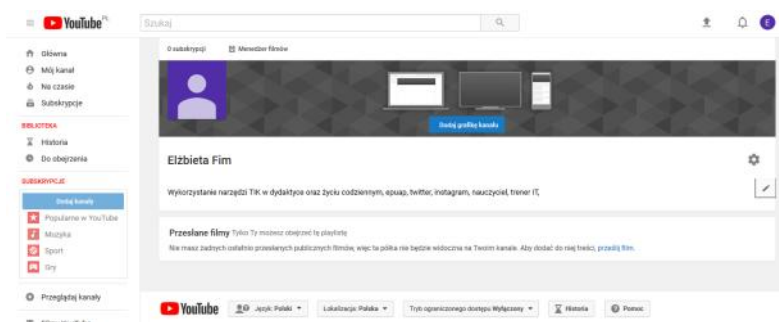 YouTube PL
Szukaj
E
Główna
Mój kanał
Na czasie
Subskrypcje
BIBLIOTEKA
Historia
Do obejrzenia
SUBSKRYPCJE
Dodaj kanały
Popularne w YouTube
Muzyka
Sport
Gry
Przeglądaj kanały
0 subskrypcji Menedżer filmów
Dodaj grafikę kanału
Elżbieta Fim
Wykorzystanie narzędzi TIK w dydaktyce oraz życiu codziennym, epuap, twitter, instagram, nauczyciel, trener IT,
Przesłane filmy Tylko Ty możesz obejrzeć tę playlistę
Nie masz żadnych ostatnio przesłanych publicznych filmów, więc ta półka nie będzie widoczna na Twoim kanale. Aby dodać do niej treści, prześlij film.
YouTube Język: Polski Lokalizacja: Polska Tryb ograniczonego dostępu Wyłączony Historia Pomoc